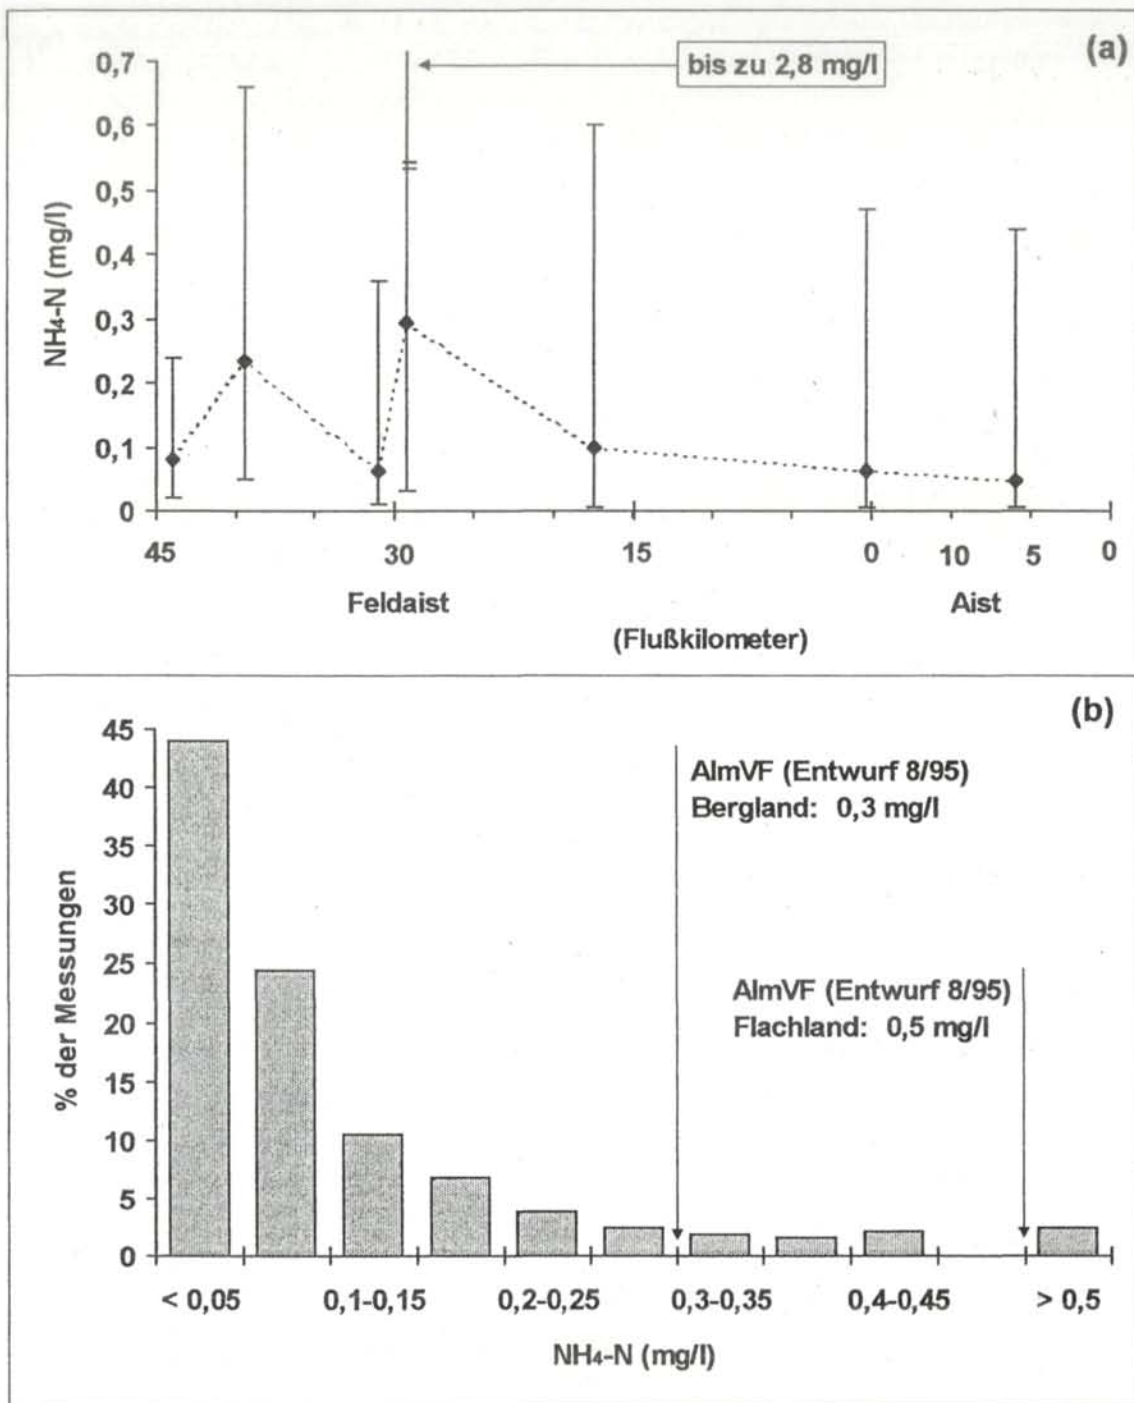 (a)
bis zu 2,8 mg/l
NH₄-N (mg/l)
0,7
0,6
0,5
0,4
0,3
0,2
0,1
0
45 30 15 0 10 5 0
Feldaist Aist
(Flußkilometer)
(b)
% der Messungen
45
40
35
30
25
20
15
10
5
0
AImVF (Entwurf 8/95)
Bergland: 0,3 mg/l
AImVF (Entwurf 8/95)
Flachland: 0,5 mg/l
< 0,05 0,1-0,15 0,2-0,25 0,3-0,35 0,4-0,45 > 0,5
NH₄-N (mg/l)